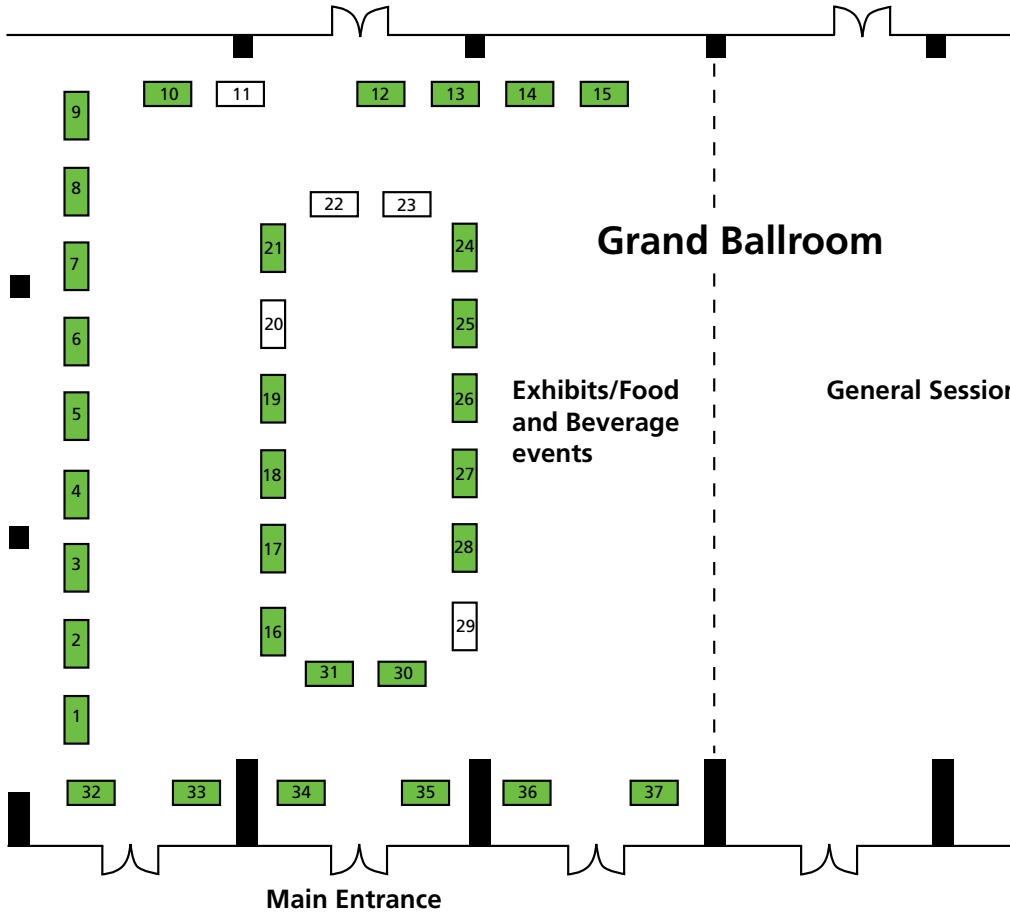 10 11 12 13 14 15
9
8
22 23
Grand Ballroom
21 24
7
20 25
6
Exhibits/Food
and Beverage
events
General Session
19 26
5
18 27
4
17 28
3
16 29
2
31 30
1
32 33 34 35 36 37
Main Entrance